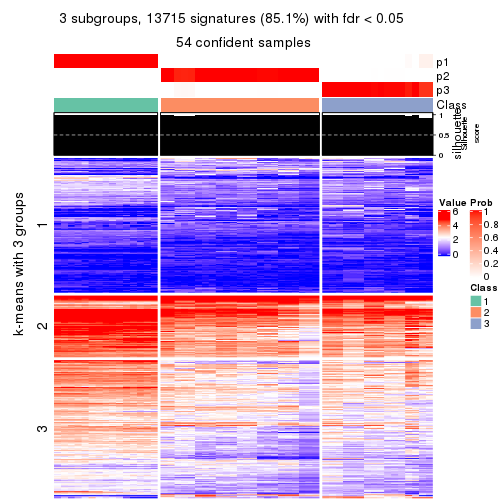 3 subgroups, 13715 signatures (85.1%) with fdr < 0.05
54 confident samples
p1
p2
p3
Class
1
0.5
0
silhouette
Silhouette
score
k-means with 3 groups
1
2
3
Value
6
4
2
0
Prob
1
0.8
0.6
0.4
0.2
0
Class
1
2
3